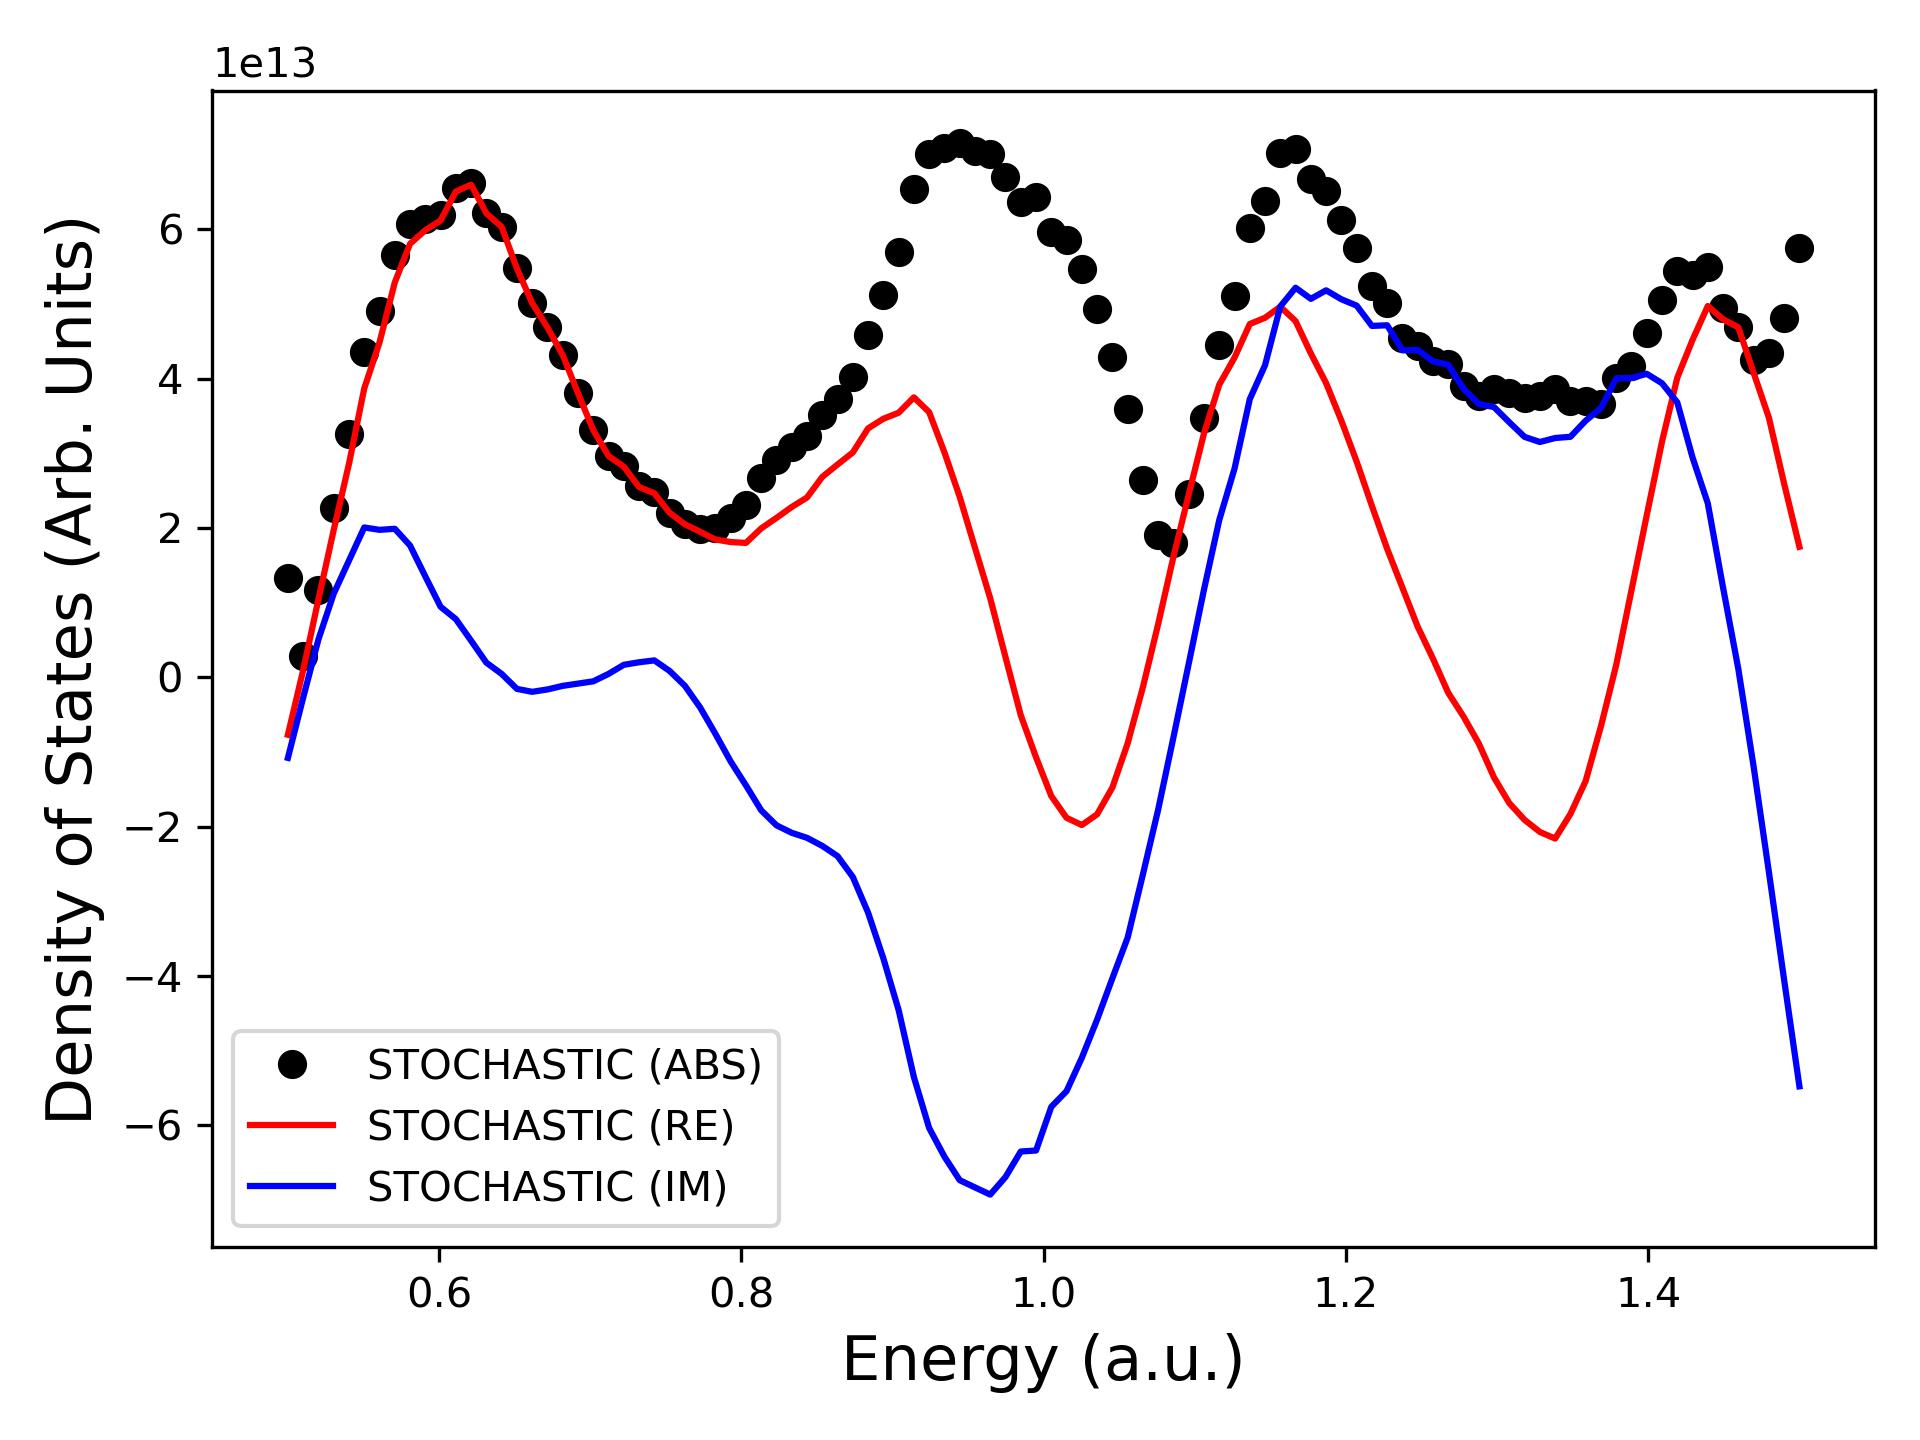 1e13
Density of States (Arb. Units)
6
4
2
0
−2
−4
−6
STOCHASTIC (ABS)
STOCHASTIC (RE)
STOCHASTIC (IM)
0.6 0.8 1.0 1.2 1.4
Energy (a.u.)